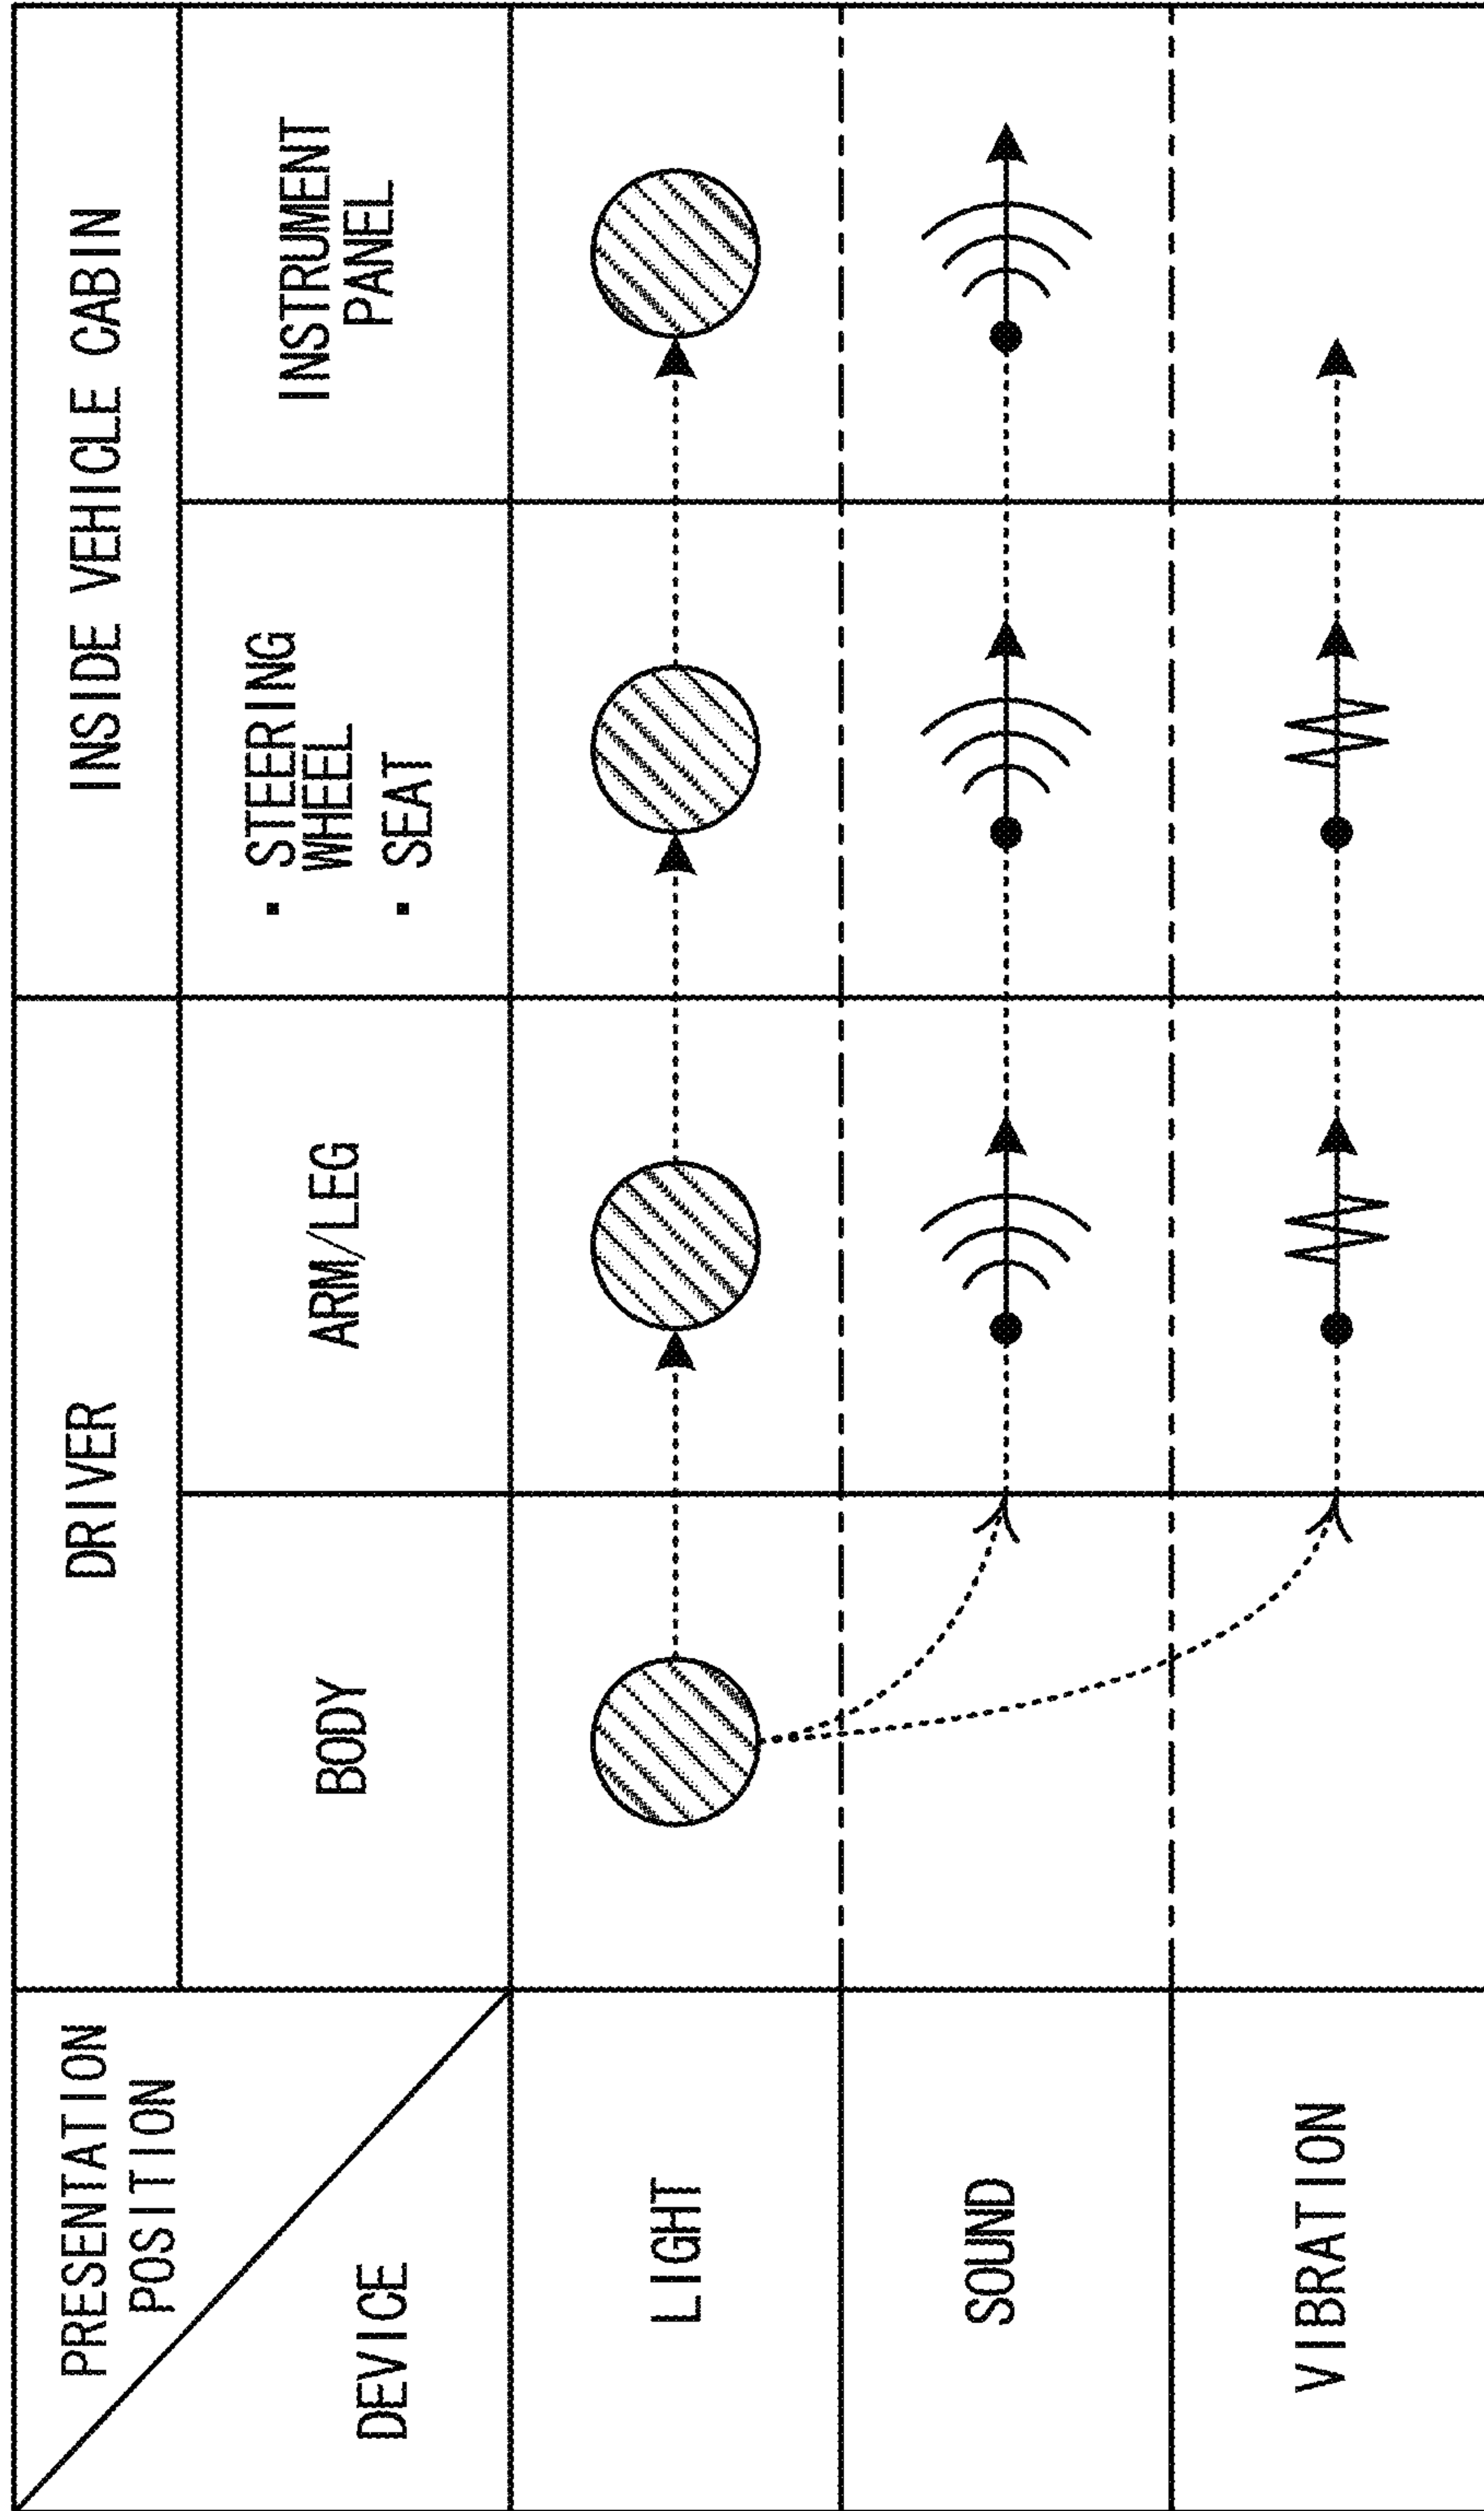 PRESENTATION
POSITION
DEVICE
DRIVER
INSIDE VEHICLE CABIN
BODY
ARM/LEG
· STEERING
WHEEL
· SEAT
INSTRUMENT
PANEL
LIGHT
SOUND
VIBRATION